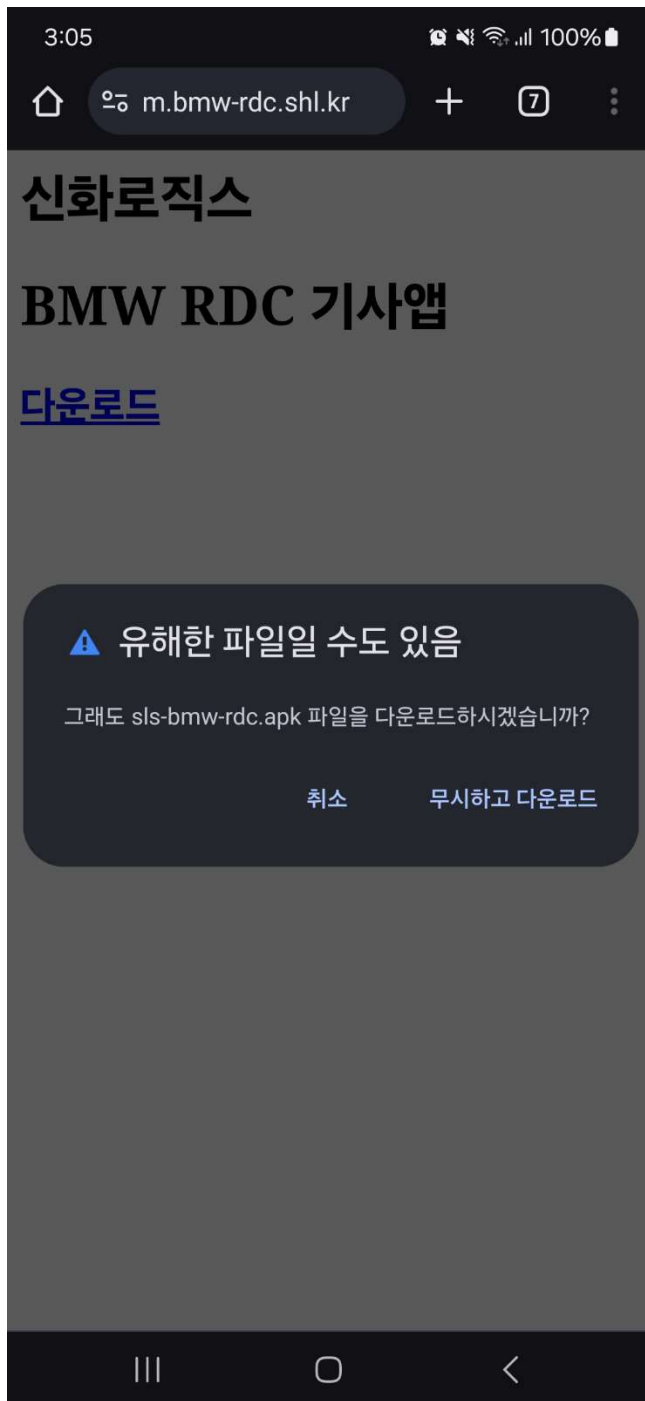 3:05 100%
m.bmw-rdc.shl.kr 7
신화로직스
BMW RDC 기사앱
다운로드
유해한 파일일 수도 있음
그래도 sls-bmw-rdc.apk 파일을 다운로드하시겠습니까?
취소 무시하고 다운로드